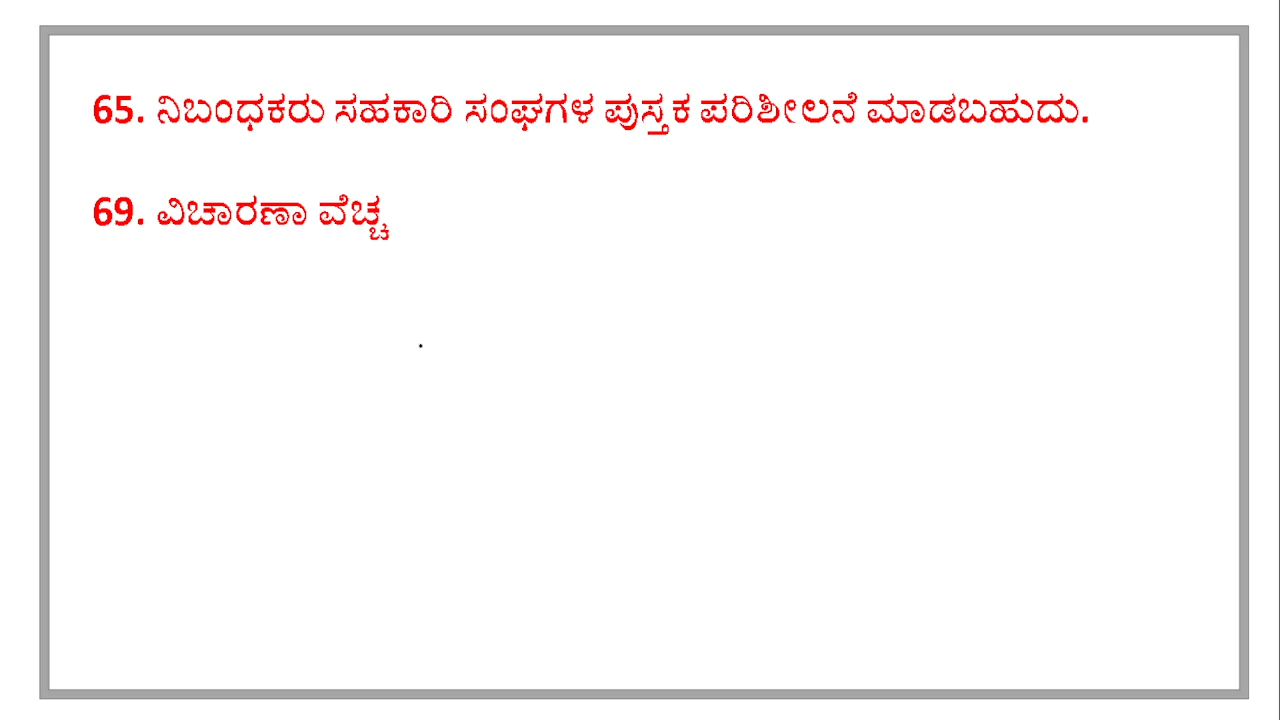 65. ನಿಬಂಧಕರು ಸಹಕಾರಿ ಸಂಘಗಳ ಪುಸ್ತಕ ಪರಿಶೀಲನೆ ಮಾಡಬಹುದು.
69. ವಿಚಾರಣಾ ವೆಚ್ಚ